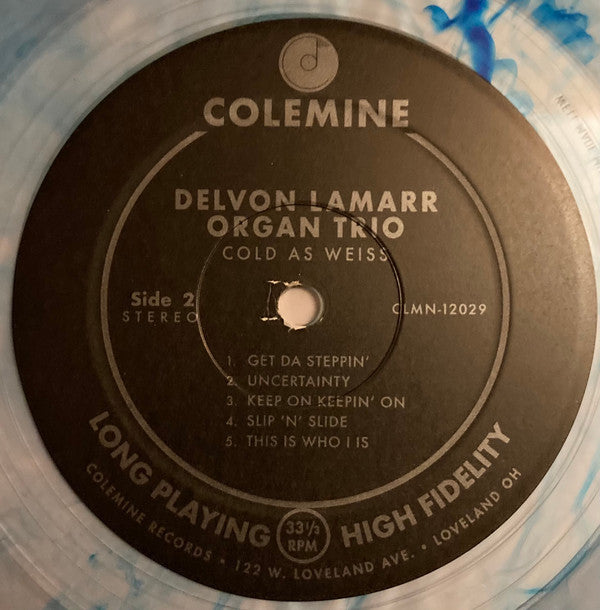 COLEMINE
DELVON LAMARR
ORGAN TRIO
COLD AS WEISS
Side 2
STEREO
CLMN-12029
1. GET DA STEPPIN'
2. UNCERTAINTY
3. KEEP ON KEEPIN' ON
4. SLIP 'N' SLIDE
5. THIS IS WHO I IS
LONG PLAYING
33 1/3
RPM
HIGH FIDELITY
COLEMINE RECORDS • 122 W. LOVELAND AVE. • LOVELAND OH